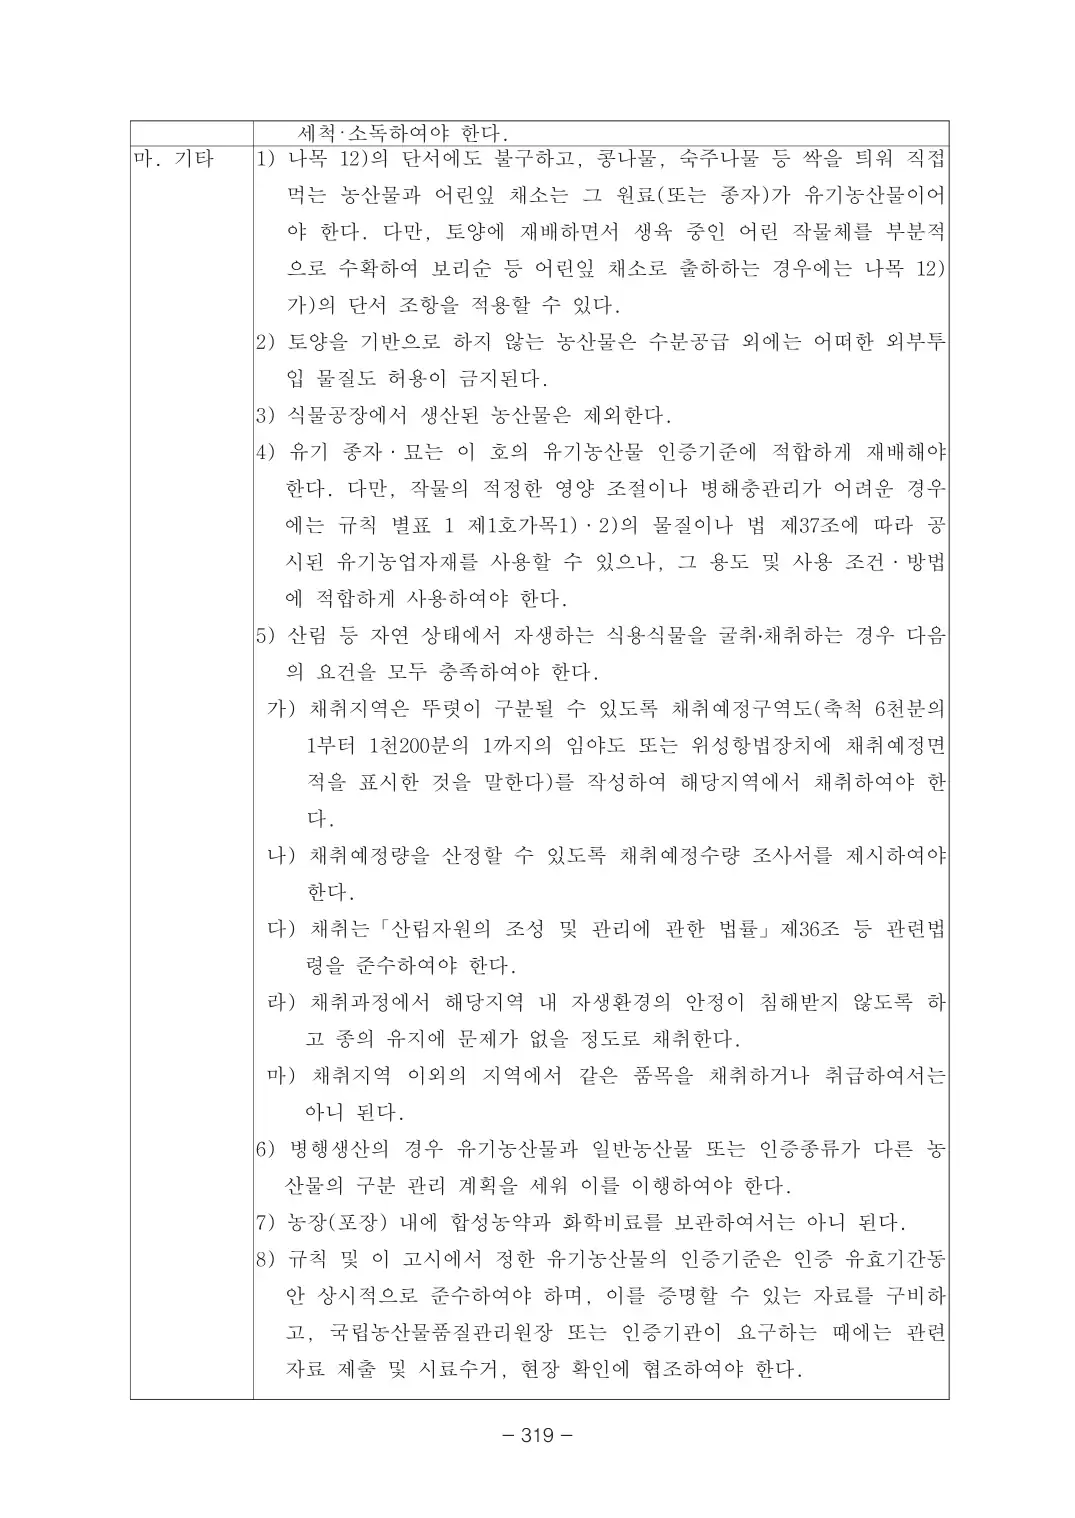 세척·소독하여야 한다.
마. 기타
1) 나목 12)의 단서에도 불구하고, 콩나물, 숙주나물 등 싹을 틔워 직접
먹는 농산물과 어린잎 채소는 그 원료(또는 종자)가 유기농산물이어
야 한다. 다만, 토양에 재배하면서 생육 중인 어린 작물체를 부분적
으로 수확하여 보리순 등 어린잎 채소로 출하하는 경우에는 나목 12)
가)의 단서 조항을 적용할 수 있다.
2) 토양을 기반으로 하지 않는 농산물은 수분공급 외에는 어떠한 외부투
입 물질도 허용이 금지된다.
3) 식물공장에서 생산된 농산물은 제외한다.
4) 유기 종자 · 묘는 이 호의 유기농산물 인증기준에 적합하게 재배해야
한다. 다만, 작물의 적정한 영양 조절이나 병해충관리가 어려운 경우
에는 규칙 별표 1 제1호가목1) · 2)의 물질이나 법 제37조에 따라 공
시된 유기농업자재를 사용할 수 있으나, 그 용도 및 사용 조건 · 방법
에 적합하게 사용하여야 한다.
5) 산림 등 자연 상태에서 자생하는 식용식물을 굴취·채취하는 경우 다음
의 요건을 모두 충족하여야 한다.
가) 채취지역은 뚜렷이 구분될 수 있도록 채취예정구역도(축척 6천분의
1부터 1천200분의 1까지의 임야도 또는 위성항법장치에 채취예정면
적을 표시한 것을 말한다)를 작성하여 해당지역에서 채취하여야 한
다.
나) 채취예정량을 산정할 수 있도록 채취예정수량 조사서를 제시하여야
한다.
다) 채취는「산림자원의 조성 및 관리에 관한 법률」제36조 등 관련법
령을 준수하여야 한다.
라) 채취과정에서 해당지역 내 자생환경의 안정이 침해받지 않도록 하
고 종의 유지에 문제가 없을 정도로 채취한다.
마) 채취지역 이외의 지역에서 같은 품목을 채취하거나 취급하여서는
아니 된다.
6) 병행생산의 경우 유기농산물과 일반농산물 또는 인증종류가 다른 농
산물의 구분 관리 계획을 세워 이를 이행하여야 한다.
7) 농장(포장) 내에 합성농약과 화학비료를 보관하여서는 아니 된다.
8) 규칙 및 이 고시에서 정한 유기농산물의 인증기준은 인증 유효기간동
안 상시적으로 준수하여야 하며, 이를 증명할 수 있는 자료를 구비하
고, 국립농산물품질관리원장 또는 인증기관이 요구하는 때에는 관련
자료 제출 및 시료수거, 현장 확인에 협조하여야 한다.
- 319 -